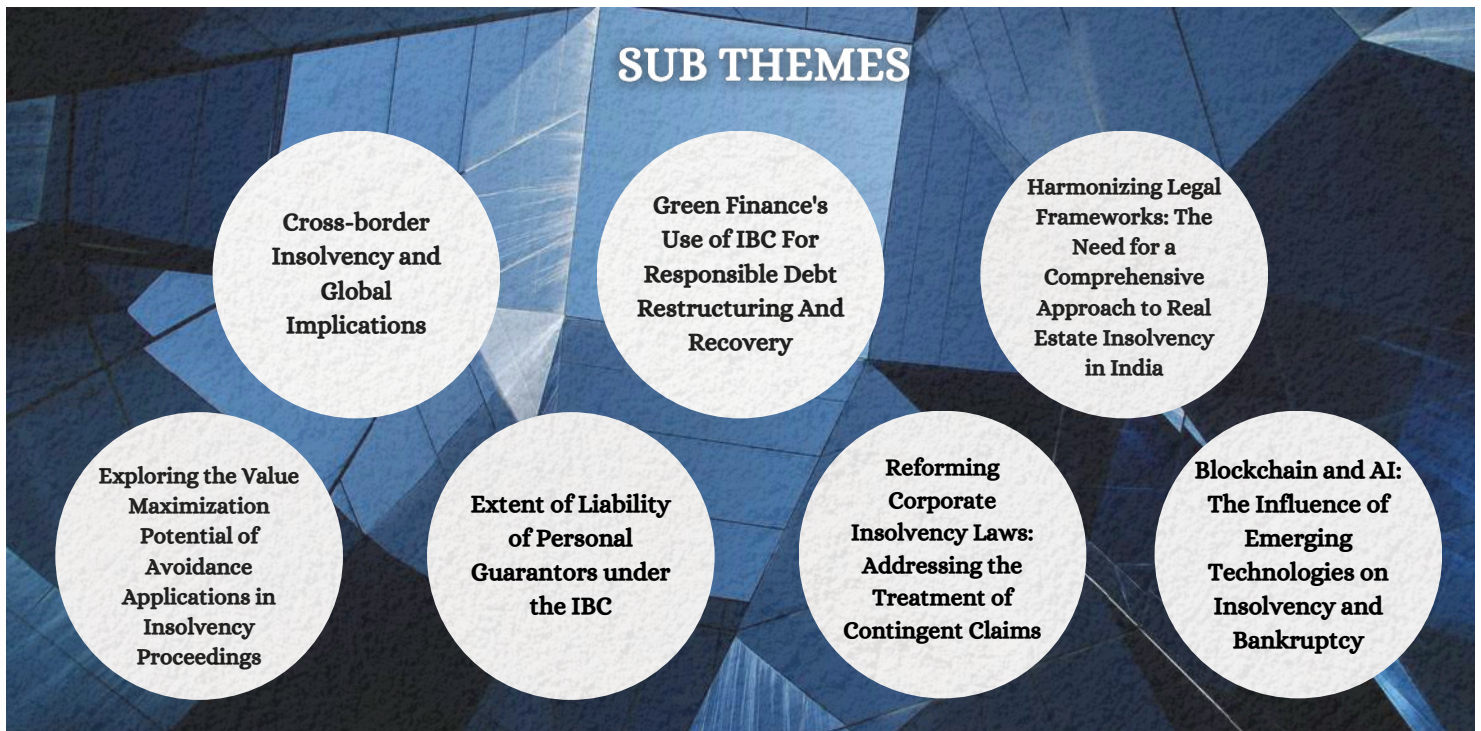 SUB THEMES
Cross-border
Insolvency and
Global
Implications
Green Finance's
Use of IBC For
Responsible Debt
Restructuring And
Recovery
Harmonizing Legal
Frameworks: The
Need for a
Comprehensive
Approach to Real
Estate Insolvency
in India
Exploring the Value
Maximization
Potential of
Avoidance
Applications in
Insolvency
Proceedings
Extent of Liability
of Personal
Guarantors under
the IBC
Reforming
Corporate
Insolvency Laws:
Addressing the
Treatment of
Contingent Claims
Blockchain and AI:
The Influence of
Emerging
Technologies on
Insolvency and
Bankruptcy